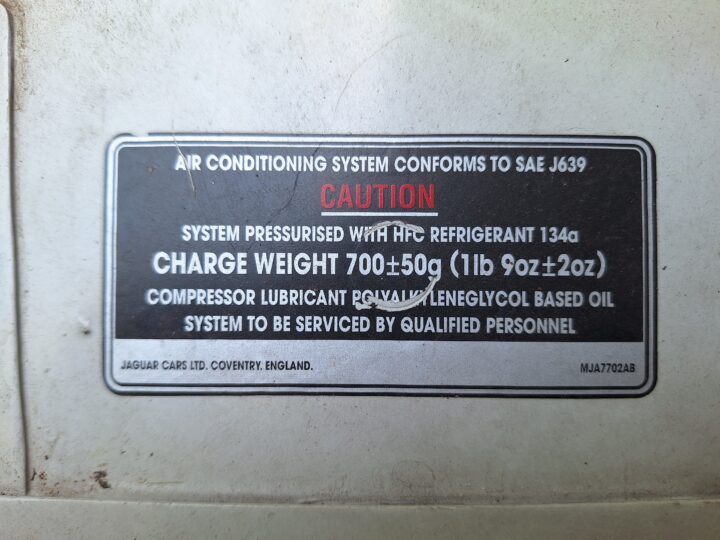 AIR CONDITIONING SYSTEM CONFORMS TO SAE J639
CAUTION
SYSTEM PRESSURISED WITH HFC REFRIGERANT 134a
CHARGE WEIGHT 700±50g (1lb 9oz±2oz)
COMPRESSOR LUBRICANT POLYALKYLENEGLYCOL BASED OIL
SYSTEM TO BE SERVICED BY QUALIFIED PERSONNEL
JAGUAR CARS LTD. COVENTRY. ENGLAND. MJA7702AB